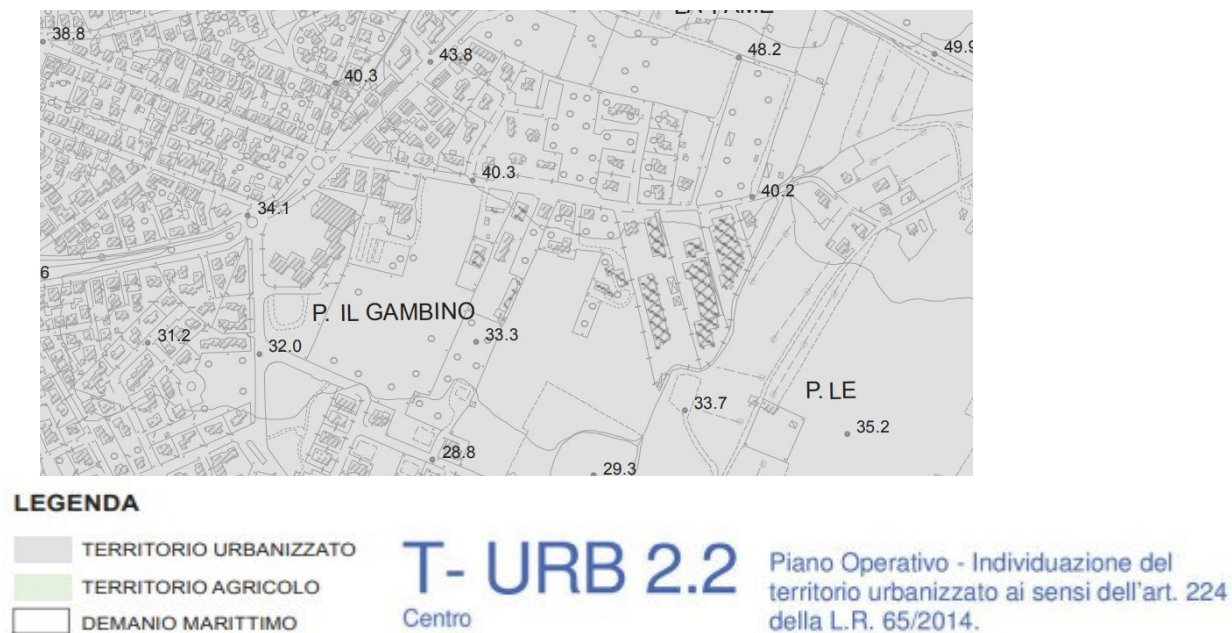 38.8
43.8
48.2
49.9
40.3
40.3
40.2
34.1
6
P. IL GAMBINO
31.2
32.0
33.3
33.7
P. LE
35.2
28.8
29.3
LEGENDA
TERRITORIO URBANIZZATO
TERRITORIO AGRICOLO
DEMANIO MARITTIMO
T- URB 2.2
Centro
Piano Operativo - Individuazione del
territorio urbanizzato ai sensi dell'art. 224
della L.R. 65/2014.